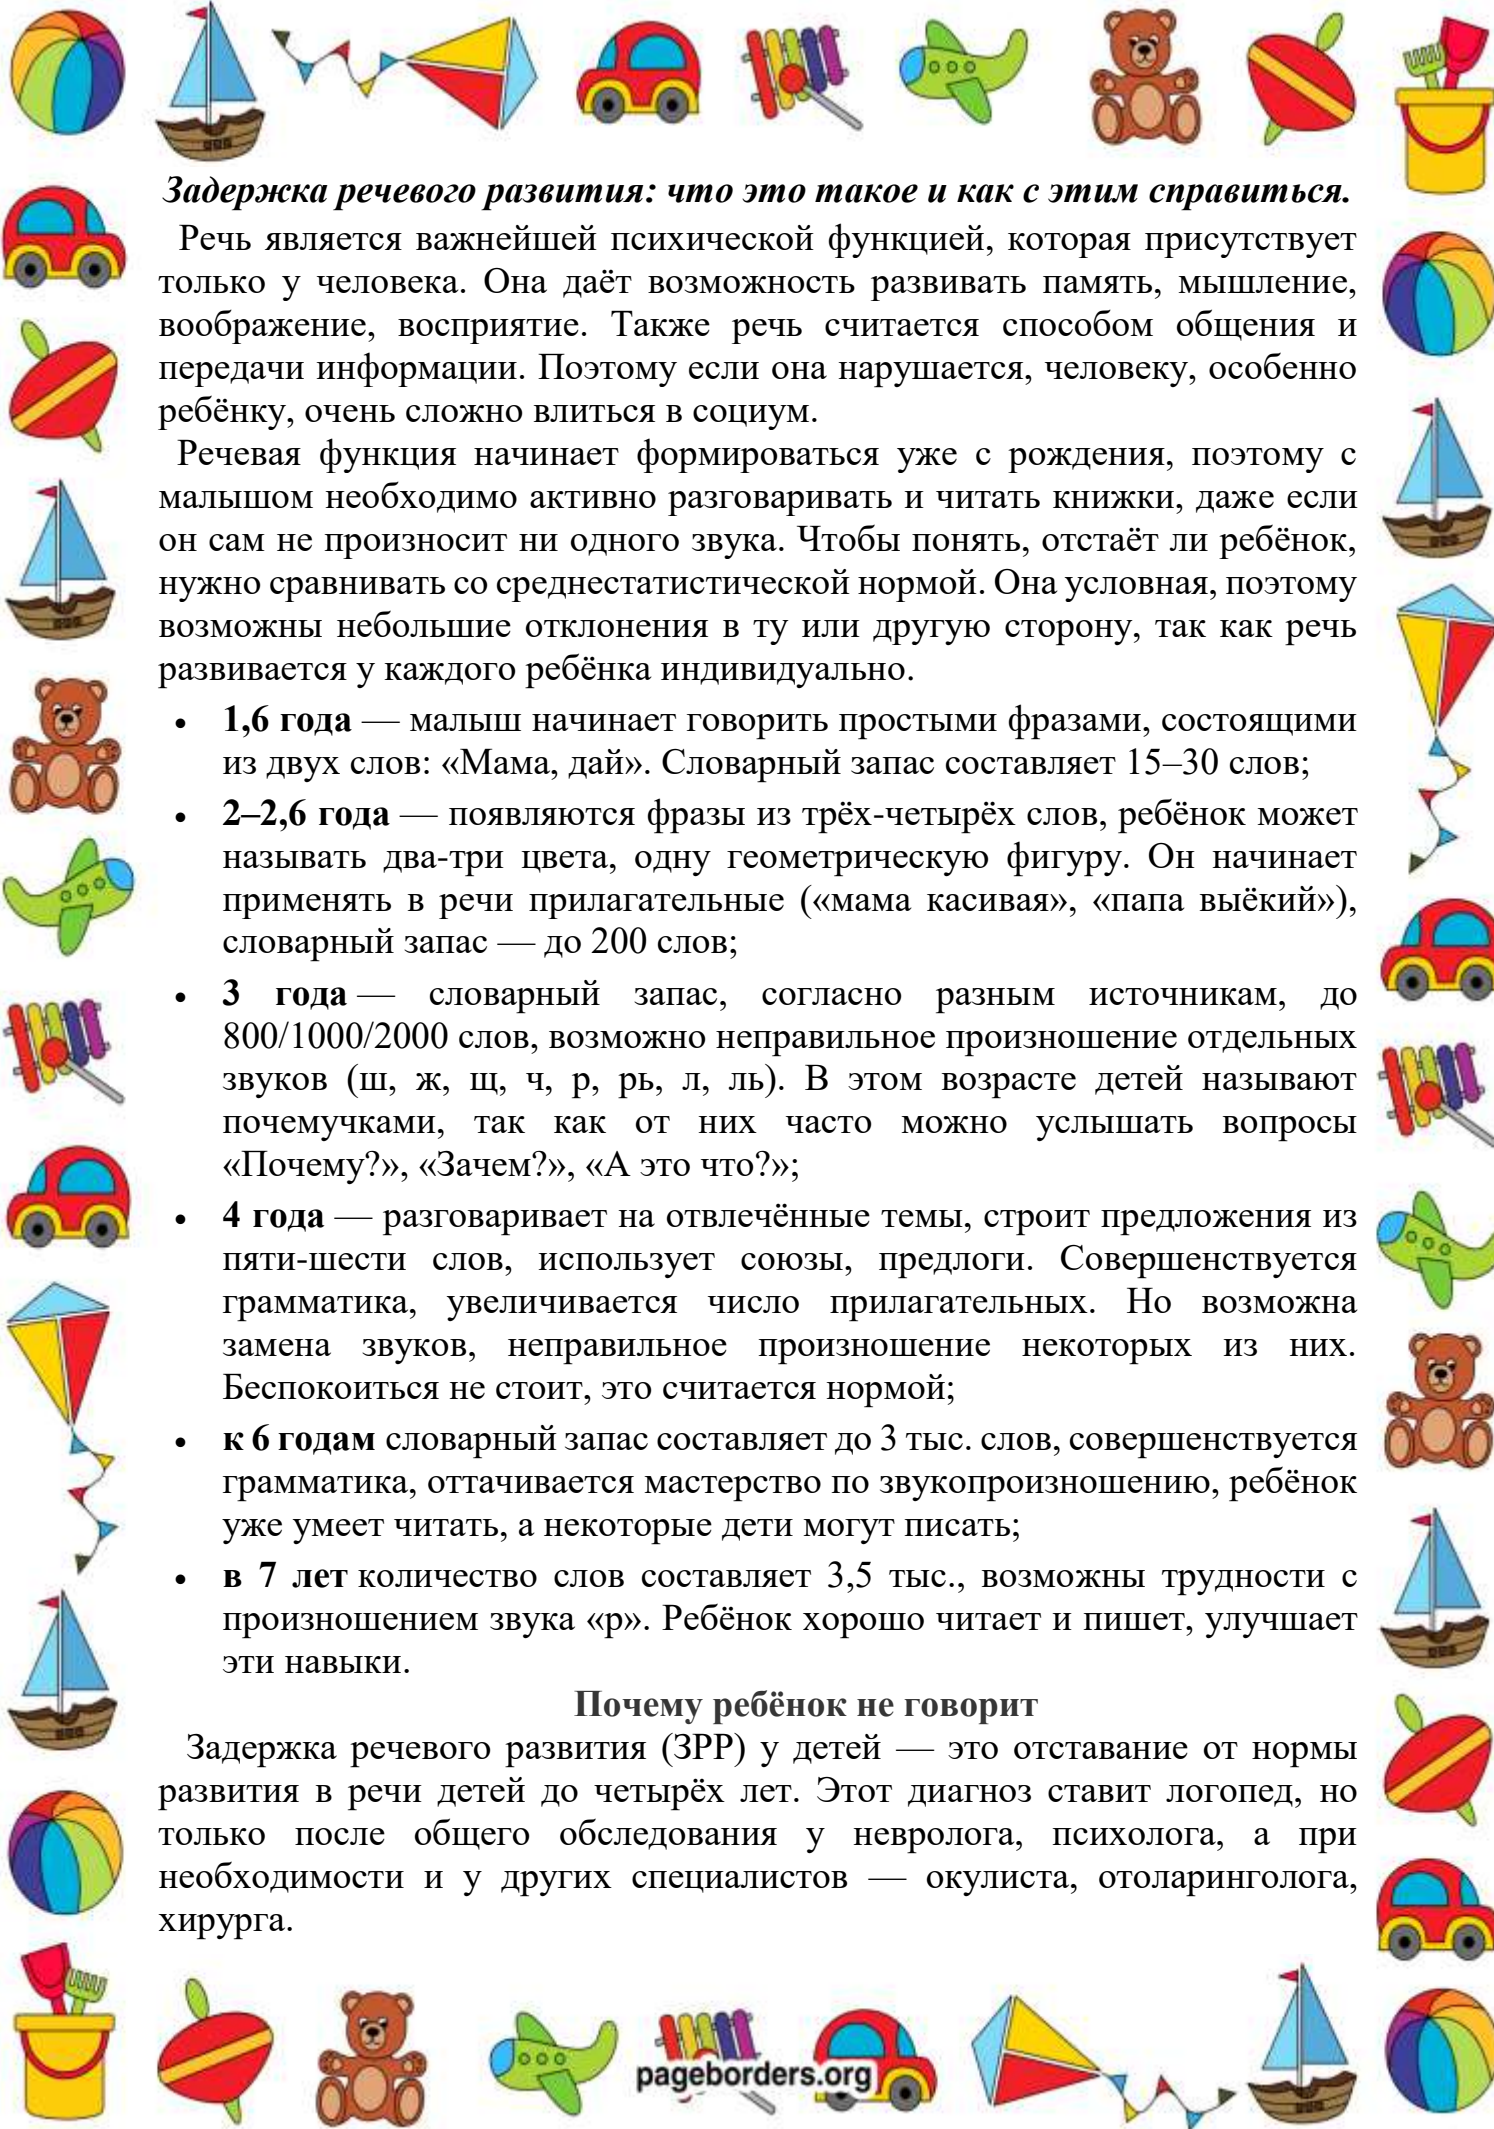 Задержка речевого развития: что это такое и как с этим справиться.
Речь является важнейшей психической функцией, которая присутствует
только у человека. Она даёт возможность развивать память, мышление,
воображение, восприятие. Также речь считается способом общения и
передачи информации. Поэтому если она нарушается, человеку, особенно
ребёнку, очень сложно влиться в социум.
Речевая функция начинает формироваться уже с рождения, поэтому с
малышом необходимо активно разговаривать и читать книжки, даже если
он сам не произносит ни одного звука. Чтобы понять, отстаёт ли ребёнок,
нужно сравнивать со среднестатистической нормой. Она условная, поэтому
возможны небольшие отклонения в ту или другую сторону, так как речь
развивается у каждого ребёнка индивидуально.
• 1,6 года — малыш начинает говорить простыми фразами, состоящими
из двух слов: «Мама, дай». Словарный запас составляет 15–30 слов;
• 2–2,6 года — появляются фразы из трёх-четырёх слов, ребёнок может
называть два-три цвета, одну геометрическую фигуру. Он начинает
применять в речи прилагательные («мама касивая», «папа выёкий»),
словарный запас — до 200 слов;
• 3 года — словарный запас, согласно разным источникам, до
800/1000/2000 слов, возможно неправильное произношение отдельных
звуков (ш, ж, щ, ч, р, рь, л, ль). В этом возрасте детей называют
почемучками, так как от них часто можно услышать вопросы
«Почему?», «Зачем?», «А это что?»;
• 4 года — разговаривает на отвлечённые темы, строит предложения из
пяти-шести слов, использует союзы, предлоги. Совершенствуется
грамматика, увеличивается число прилагательных. Но возможна
замена звуков, неправильное произношение некоторых из них.
Беспокоиться не стоит, это считается нормой;
• к 6 годам словарный запас составляет до 3 тыс. слов, совершенствуется
грамматика, оттачивается мастерство по звукопроизношению, ребёнок
уже умеет читать, а некоторые дети могут писать;
• в 7 лет количество слов составляет 3,5 тыс., возможны трудности с
произношением звука «р». Ребёнок хорошо читает и пишет, улучшает
эти навыки.
Почему ребёнок не говорит
Задержка речевого развития (ЗРР) у детей — это отставание от нормы
развития в речи детей до четырёх лет. Этот диагноз ставит логопед, но
только после общего обследования у невролога, психолога, а при
необходимости и у других специалистов — окулиста, отоларинголога,
хирурга.
pageborders.org